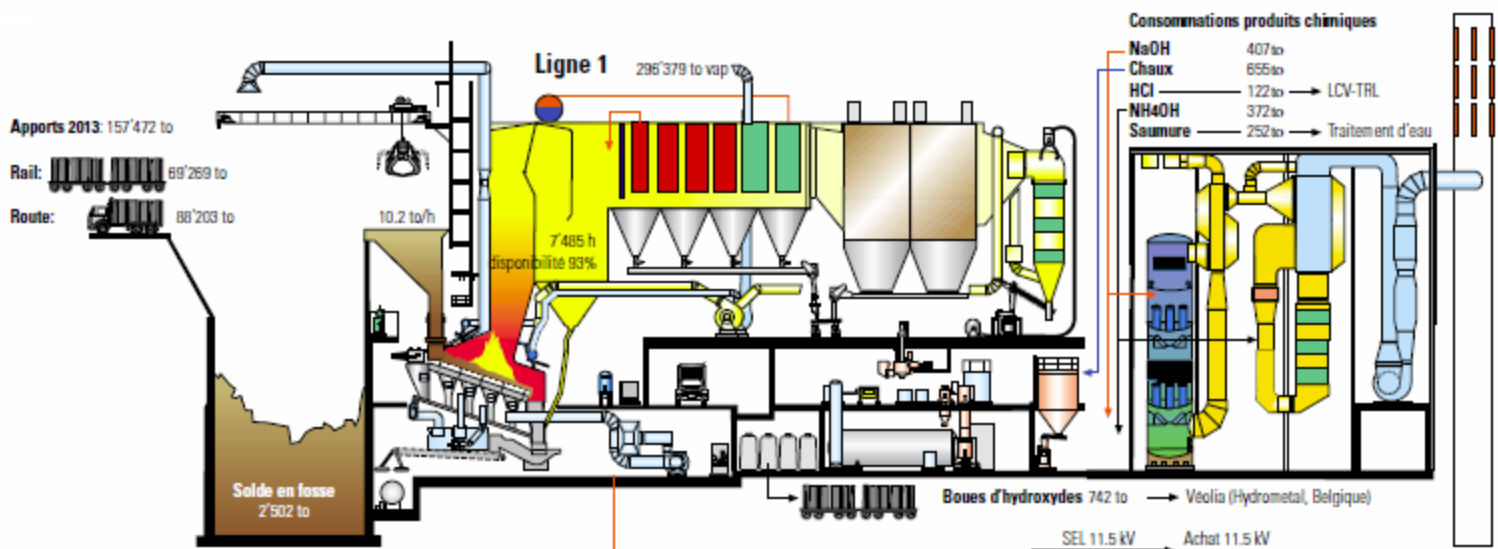 Consommations produits chimiques
NaOH 407 to
Chaux 655 to
HCl 122 to LCV-TRL
NH4OH 372 to
Saumure 252 to Traitement d'eau
Ligne 1
296'379 to vap
Apports 2013: 157'472 to
Rail: 69'269 to
Route: 88'203 to
10.2 to/h
7'485 h
disponibilité 93%
Solde en fosse
2'502 to
Boues d'hydroxydes 742 to Véolia (Hydrometal, Belgique)
SEL 11.5 kV Achat 11.5 kV